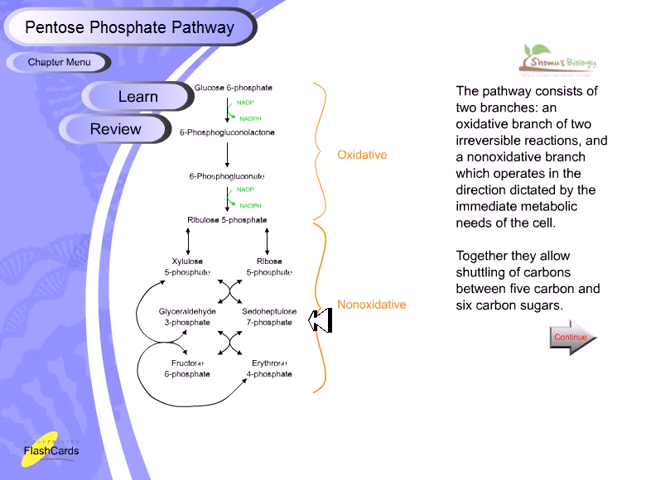 Pentose Phosphate Pathway
Chapter Menu
Learn
Review
Glucose 6-phosphate
NADP
NADPH
6-Phosphogluconolactone
6-Phosphogluconate
NADP
NADPH
Ribulose 5-phosphate
Oxidative
Xylulose
5-phosphate
Ribose
5-phosphate
Glyceraldehyde
3-phosphate
Sedoheptulose
7-phosphate
Nonoxidative
Fructose
6-phosphate
Erythrose
4-phosphate
Shomu's Biology
The pathway consists of
two branches: an
oxidative branch of two
irreversible reactions, and
a nonoxidative branch
which operates in the
direction dictated by the
immediate metabolic
needs of the cell.
Together they allow
shuttling of carbons
between five carbon and
six carbon sugars.
Continue
FlashCards